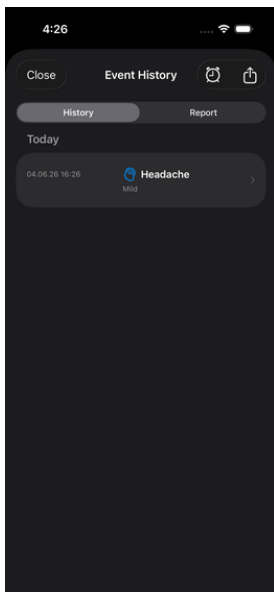 4:26
Close Event History
History Report
Today
04.06.26 16:26 Headache
Mild